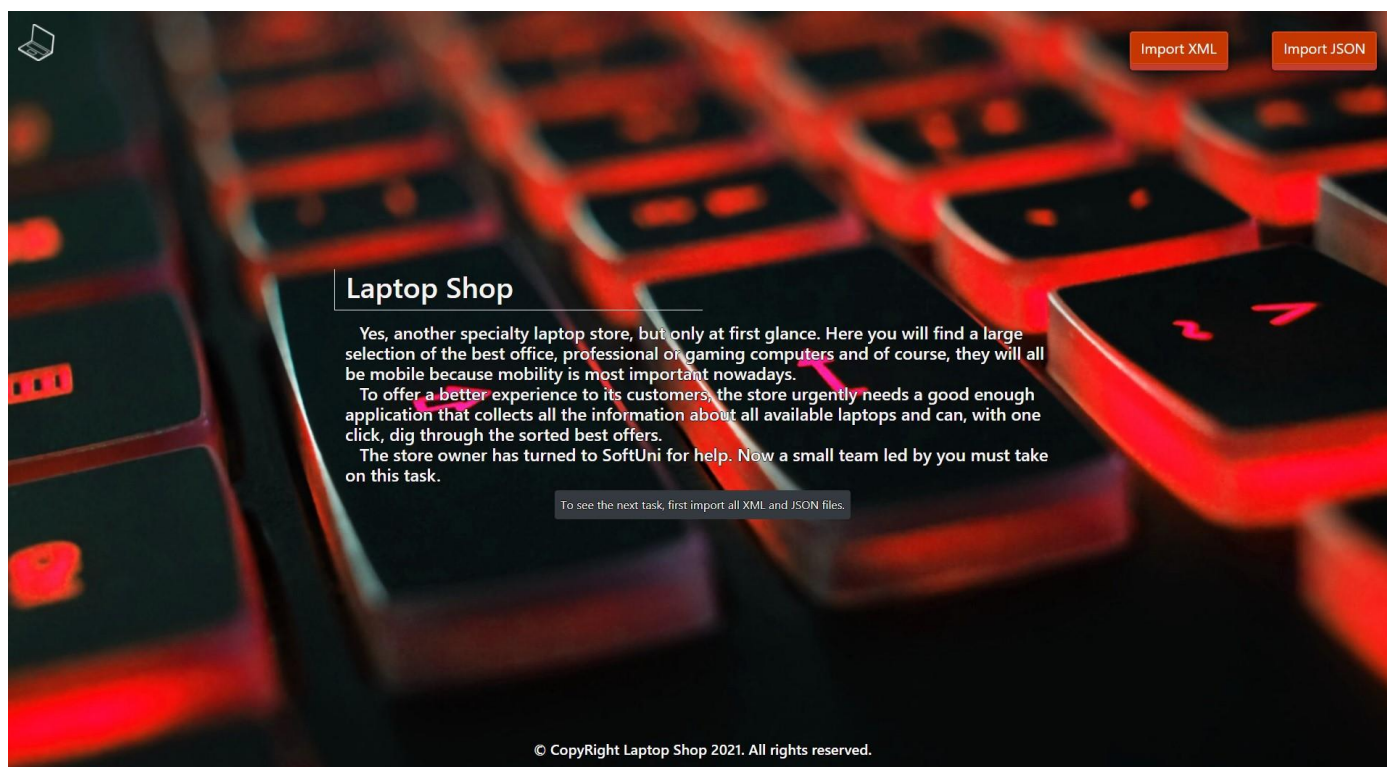 Import XML
Import JSON
Laptop Shop
Yes, another specialty laptop store, but only at first glance. Here you will find a large
selection of the best office, professional or gaming computers and of course, they will all
be mobile because mobility is most important nowadays.
To offer a better experience to its customers, the store urgently needs a good enough
application that collects all the information about all available laptops and can, with one
click, dig through the sorted best offers.
The store owner has turned to SoftUni for help. Now a small team led by you must take
on this task.
To see the next task, first import all XML and JSON files.
© CopyRight Laptop Shop 2021. All rights reserved.